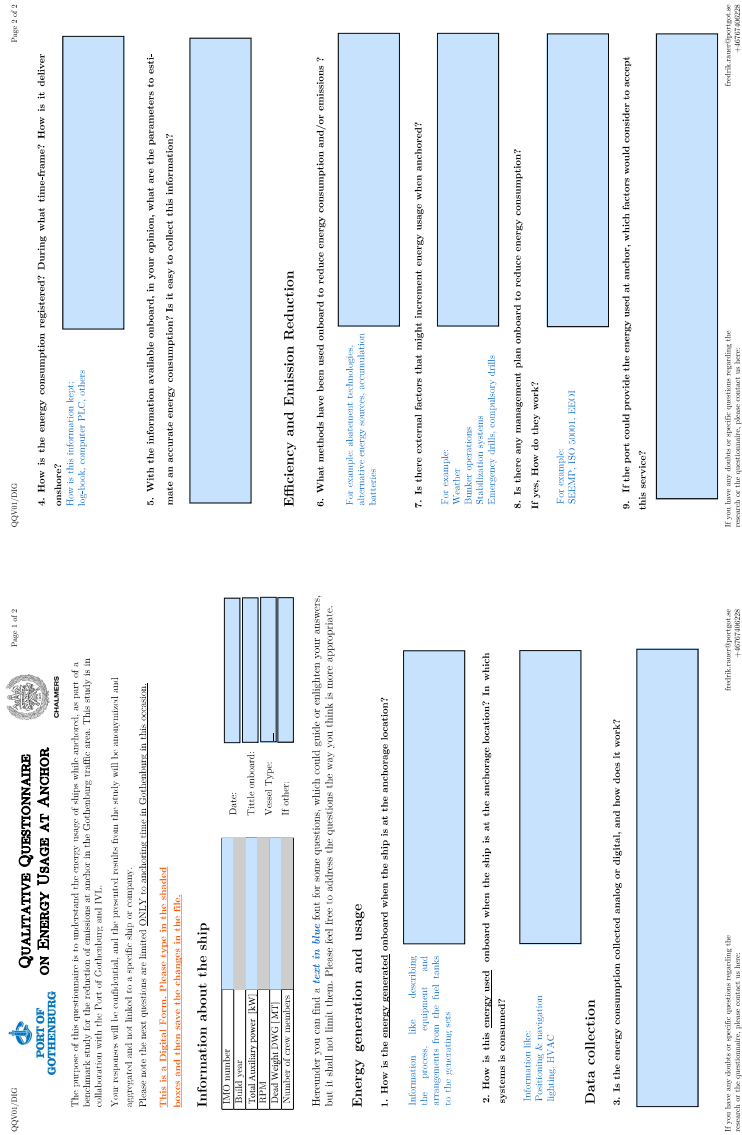 QQV01/DIG
Page 1 of 2
PORT OF
GOTHENBURG
QUALITATIVE QUESTIONNAIRE
ON ENERGY USAGE AT ANCHOR
CHALMERS
The purpose of this questionnaire is to understand the energy usage of ships while anchored, as part of a
benchmark study for the reduction of emissions at anchor in the Gothenburg traffic area. This study is in
collaboration with the Port of Gothenburg and IVL.
Your responses will be confidential, and the presented results from the study will be anonymized and
aggregated and not linked to a specific ship or company.
Please note the next questions are limited ONLY to anchoring time in Gothenburg in this occasion.
This is a Digital Form. Please type in the shaded
boxes and then save the changes in the file.
Information about the ship
IMO number
Build year
Total Auxiliary power [kW]
RPM
Dead Weight DWG [MT]
Number of crew members
Date:
Tittle onboard:
Vessel Type:
If other:
Hereunder you can find a text in blue font for some questions, which could guide or enlighten your answers,
but it shall not limit them. Please feel free to address the questions the way you think is more appropriate.
Energy generation and usage
1. How is the energy generated onboard when the ship is at the anchorage location?
Information like describing
the process, equipment and
arrangements from the fuel tanks
to the generating sets
2. How is this energy used onboard when the ship is at the anchorage location? In which
systems is consumed?
Information like:
Positioning & navigation
lighting, HVAC
Data collection
3. Is the energy consumption collected analog or digital, and how does it work?
If you have any doubts or specific questions regarding the
research or the questionnaire, please contact us here:
fredrik.rauer@portgot.se
+46767406228
QQV01/DIG
Page 2 of 2
4. How is the energy consumption registered? During what time-frame? How is it deliver
onshore?
How is this information kept;
log-book, computer PLC, others
5. With the information available onboard, in your opinion, what are the parameters to esti-
mate an accurate energy consumption? Is it easy to collect this information?
Efficiency and Emission Reduction
6. What methods have been used onboard to reduce energy consumption and/or emissions ?
For example: abatement technologies,
alternative energy sources, accumulation
batteries
7. Is there external factors that might increment energy usage when anchored?
For example:
Weather
Bunker operations
Stabilization systems
Emergency drills, compulsory drills
8. Is there any management plan onboard to reduce energy consumption?
If yes, How do they work?
For example:
SEEMP, ISO 50001, EEOI
9. If the port could provide the energy used at anchor, which factors would consider to accept
this service?
If you have any doubts or specific questions regarding the
research or the questionnaire, please contact us here:
fredrik.rauer@portgot.se
+46767406228